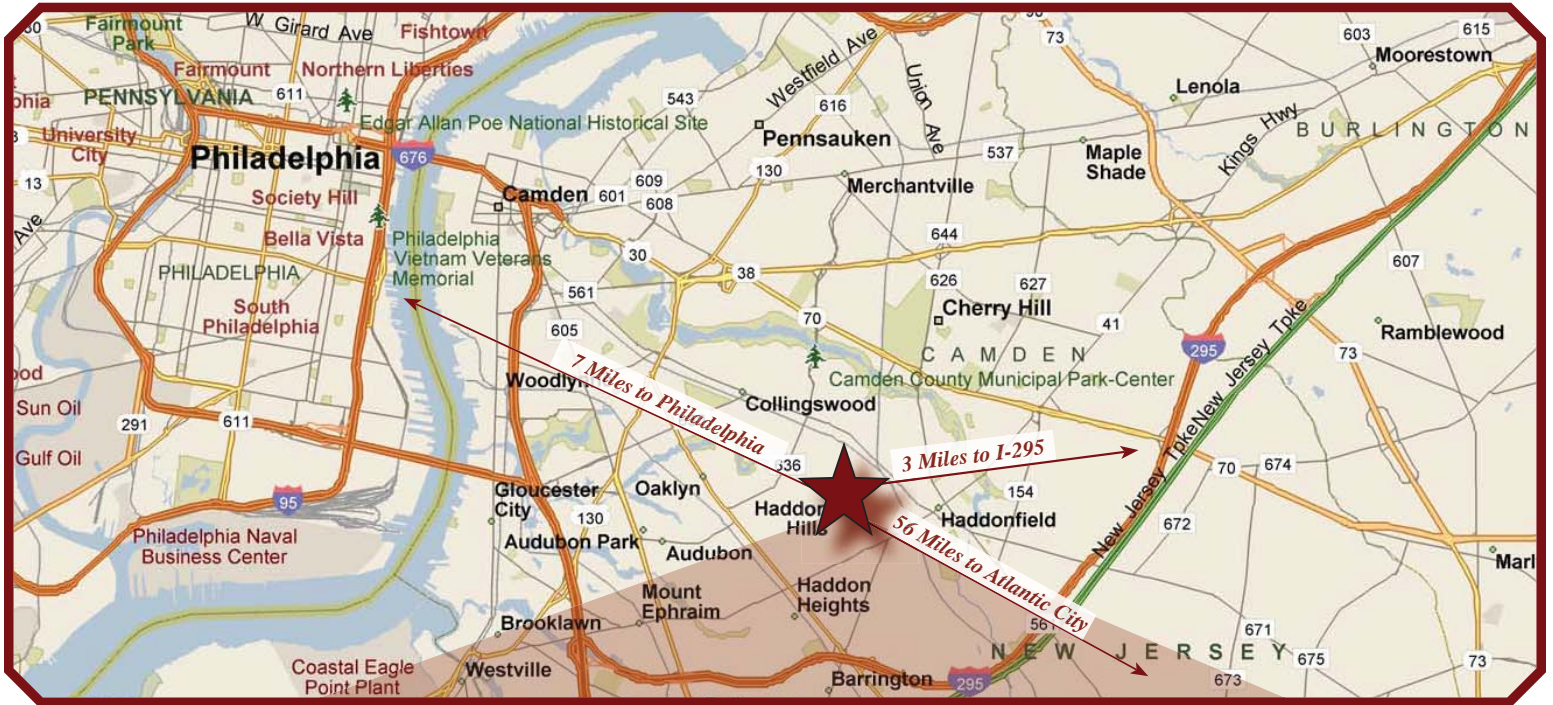 W. Girard Ave
Fishtown
Fairmount
Park
73
603
615
Moorestown
Fairmount
Northern Liberties
Westfield Ave
Union Ave
Lenola
PENNSYLVANIA
611
543
616
Kings Hwy
BURLINGTON
Edgar Allan Poe National Historical Site
University
City
Pennsauken
537
Maple
Shade
Philadelphia
676
130
13
Society Hill
Camden
601
609
608
Merchantville
Ave
Bella Vista
Philadelphia
Vietnam Veterans
Memorial
30
644
PHILADELPHIA
38
626
627
607
561
South
Philadelphia
605
70
Cherry Hill
41
New Jersey Tpke
Ramblewood
295
73
CAMDEN
7 Miles to Philadelphia
Camden County Municipal Park-Center
Sun Oil
291
611
Collingswood
3 Miles to I-295
New Jersey Tpke
Gulf Oil
70
674
95
Gloucester
City
Oaklyn
154
Haddonfield
672
130
Audubon Park
Audubon
56 Miles to Atlantic City
Philadelphia Naval
Business Center
Haddon
Heights
Mount
Ephraim
Brooklawn
561
671
NEW JERSEY
675
73
673
Coastal Eagle
Point Plant
Westville
Barrington
295